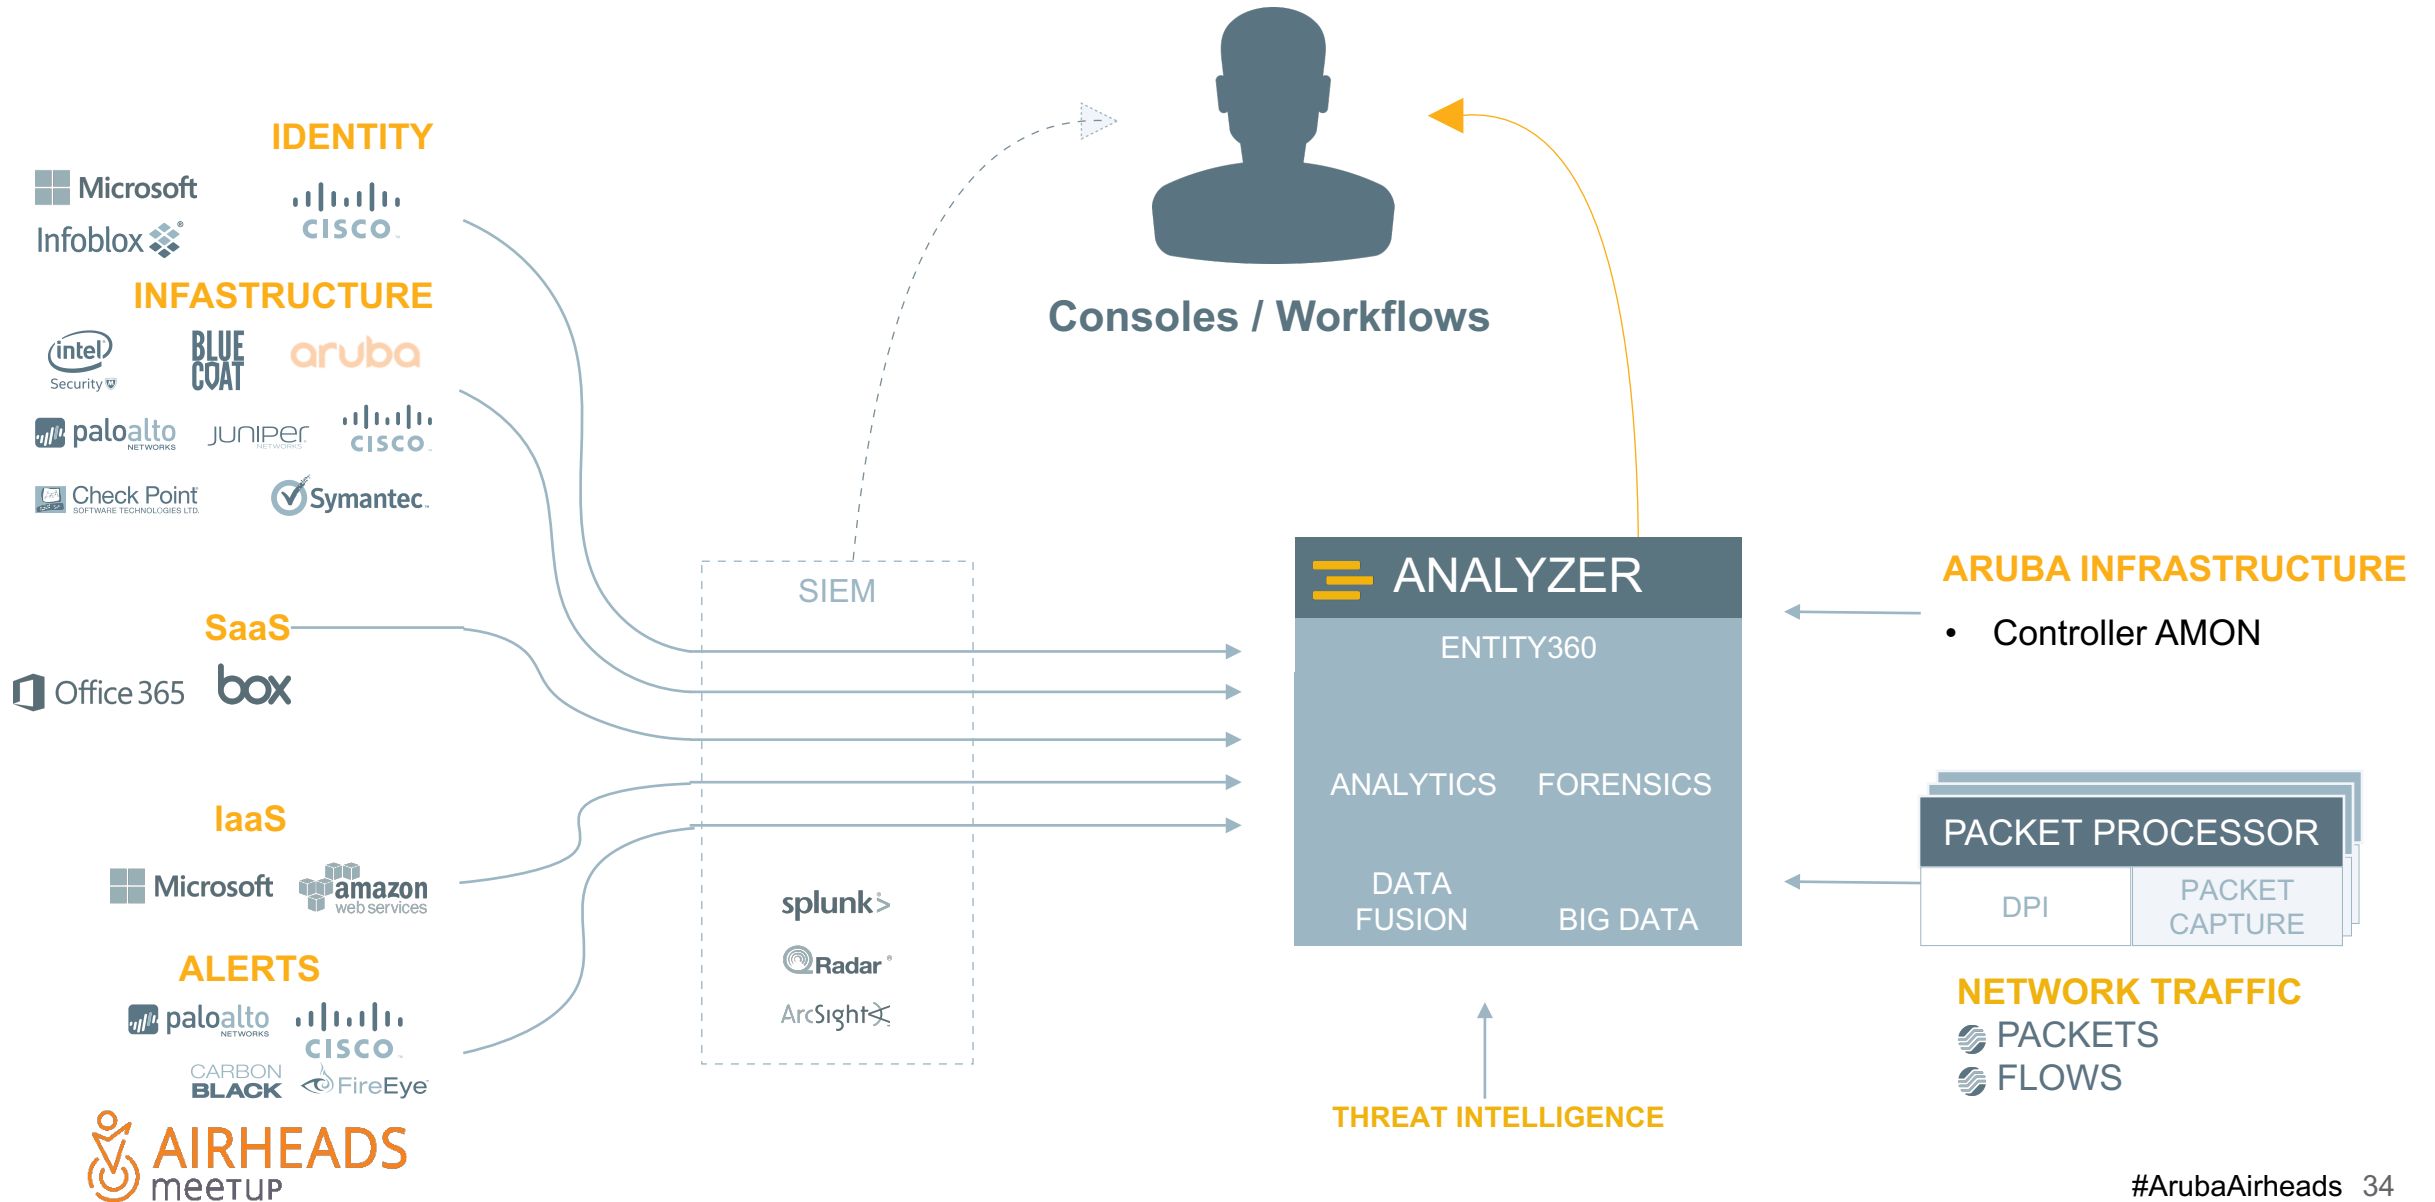 IDENTITY
Microsoft
CISCO
Infoblox
INFASTRUCTURE
intel
Security
BLUE
COAT
aruba
paloalto
NETWORKS
JUNIPER
NETWORKS
CISCO
Check Point
SOFTWARE TECHNOLOGIES LTD.
Symantec
SaaS
Office 365
box
IaaS
Microsoft
amazon
web services
ALERTS
paloalto
NETWORKS
CISCO
CARBON
BLACK
FireEye
AIRHEADS
meetup
SIEM
splunk>
QRadar
ArcSight
Consoles / Workflows
ANALYZER
ENTITY360
ANALYTICS FORENSICS
DATA
FUSION
BIG DATA
THREAT INTELLIGENCE
ARUBA INFRASTRUCTURE
• Controller AMON
PACKET PROCESSOR
DPI
PACKET
CAPTURE
NETWORK TRAFFIC
PACKETS
FLOWS
#ArubaAirheads 34